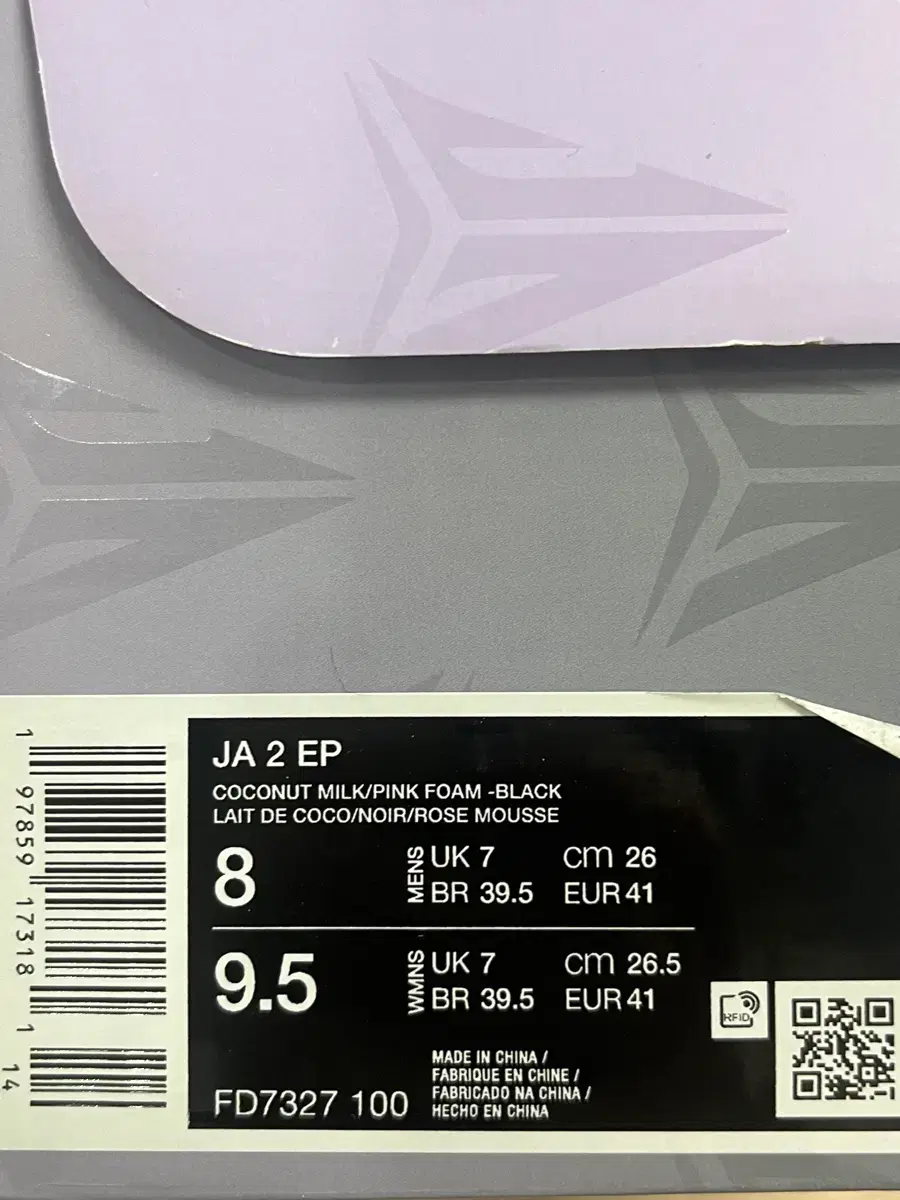 JA 2 EP
COCONUT MILK/PINK FOAM -BLACK
LAIT DE COCO/NOIR/ROSE MOUSSE
8 MENS UK 7 cm 26
BR 39.5 EUR 41
9.5 WMNS UK 7 cm 26.5
BR 39.5 EUR 41
RFID
FD7327 100
MADE IN CHINA /
FABRIQUE EN CHINE /
FABRICADO NA CHINA /
HECHO EN CHINA
1 97859 17318 1 14